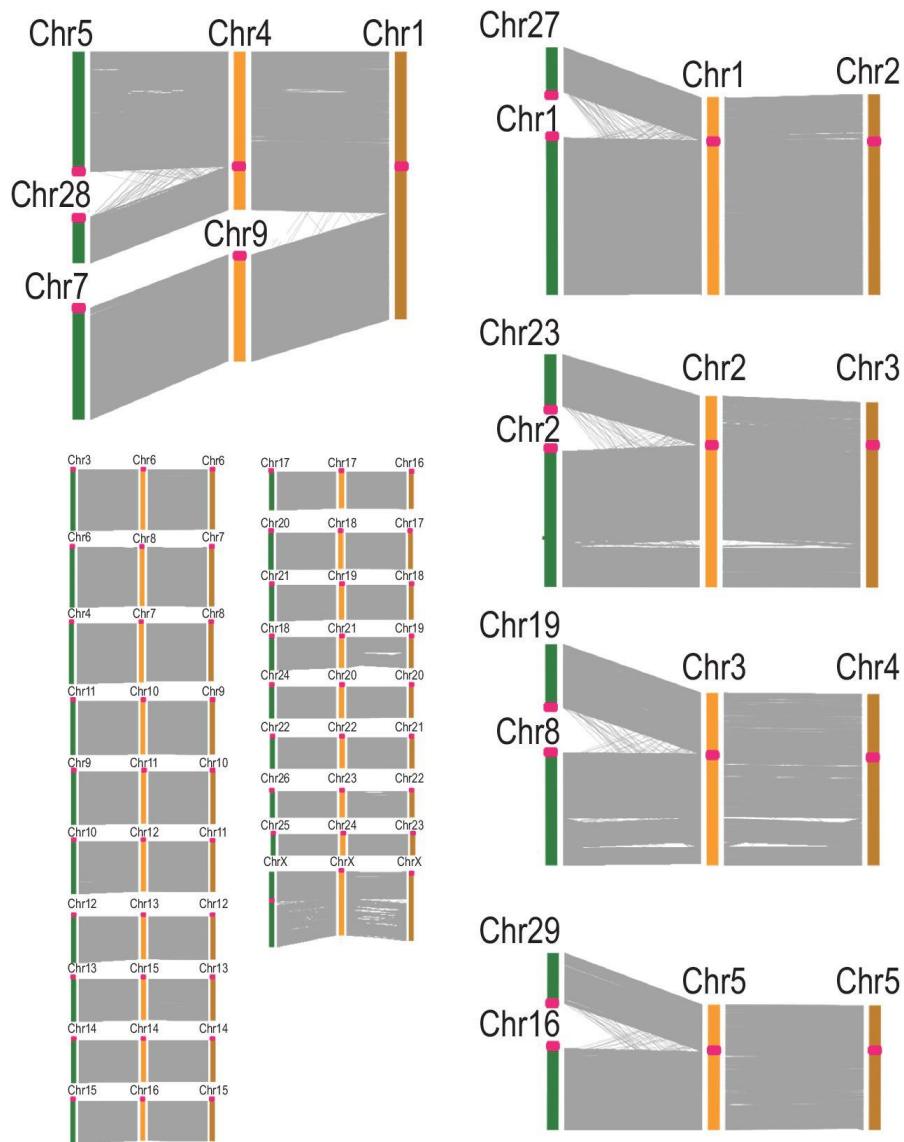 Chr5 Chr4 Chr1
Chr28
Chr9
Chr7
Chr27
Chr1 Chr2
Chr1
Chr23
Chr2 Chr3
Chr2
Chr19
Chr3 Chr4
Chr8
Chr29
Chr5 Chr5
Chr16
Chr3 Chr6 Chr6
Chr6 Chr8 Chr7
Chr4 Chr7 Chr8
Chr11 Chr10 Chr9
Chr9 Chr11 Chr10
Chr10 Chr12 Chr11
Chr12 Chr13 Chr12
Chr13 Chr15 Chr13
Chr14 Chr14 Chr14
Chr15 Chr16 Chr15
Chr17 Chr17 Chr16
Chr20 Chr18 Chr17
Chr21 Chr19 Chr18
Chr18 Chr21 Chr19
Chr24 Chr20 Chr20
Chr22 Chr22 Chr21
Chr26 Chr23 Chr22
Chr25 Chr24 Chr23
ChrX ChrX ChrX